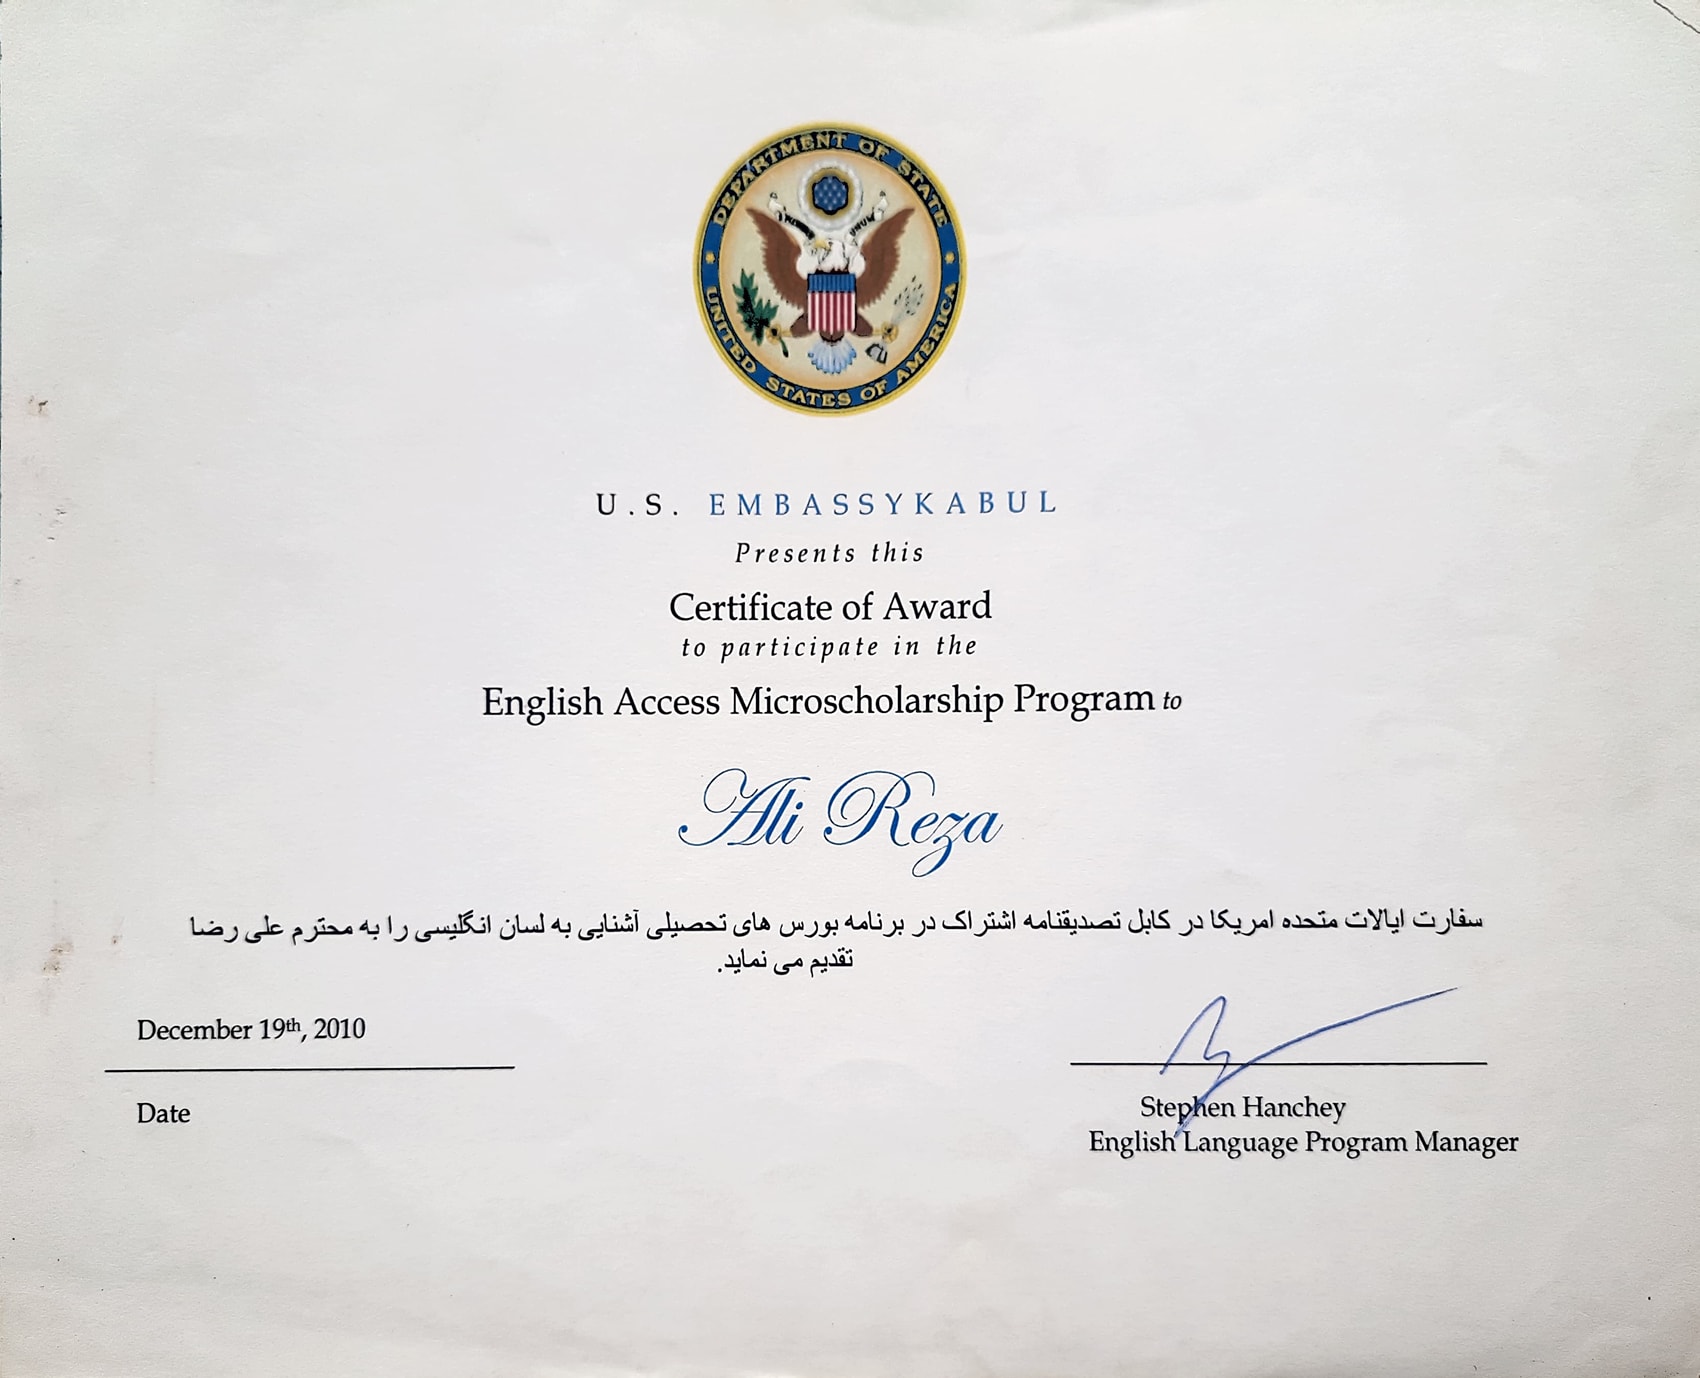 DEPARTMENT OF STATE
UNITED STATES OF AMERICA
U.S. EMBASSYKABUL
Presents this
Certificate of Award
to participate in the
English Access Microscholarship Program to
Ali Reza
سفارت ایالات متحده امریکا در کابل تصدیقنامه اشتراک در برنامه بورس های تحصیلی آشنایی به لسان انگلیسی را به محترم علی رضا
تقدیم می نماید.
December 19th, 2010
Date
Stephen Hanchey
English Language Program Manager